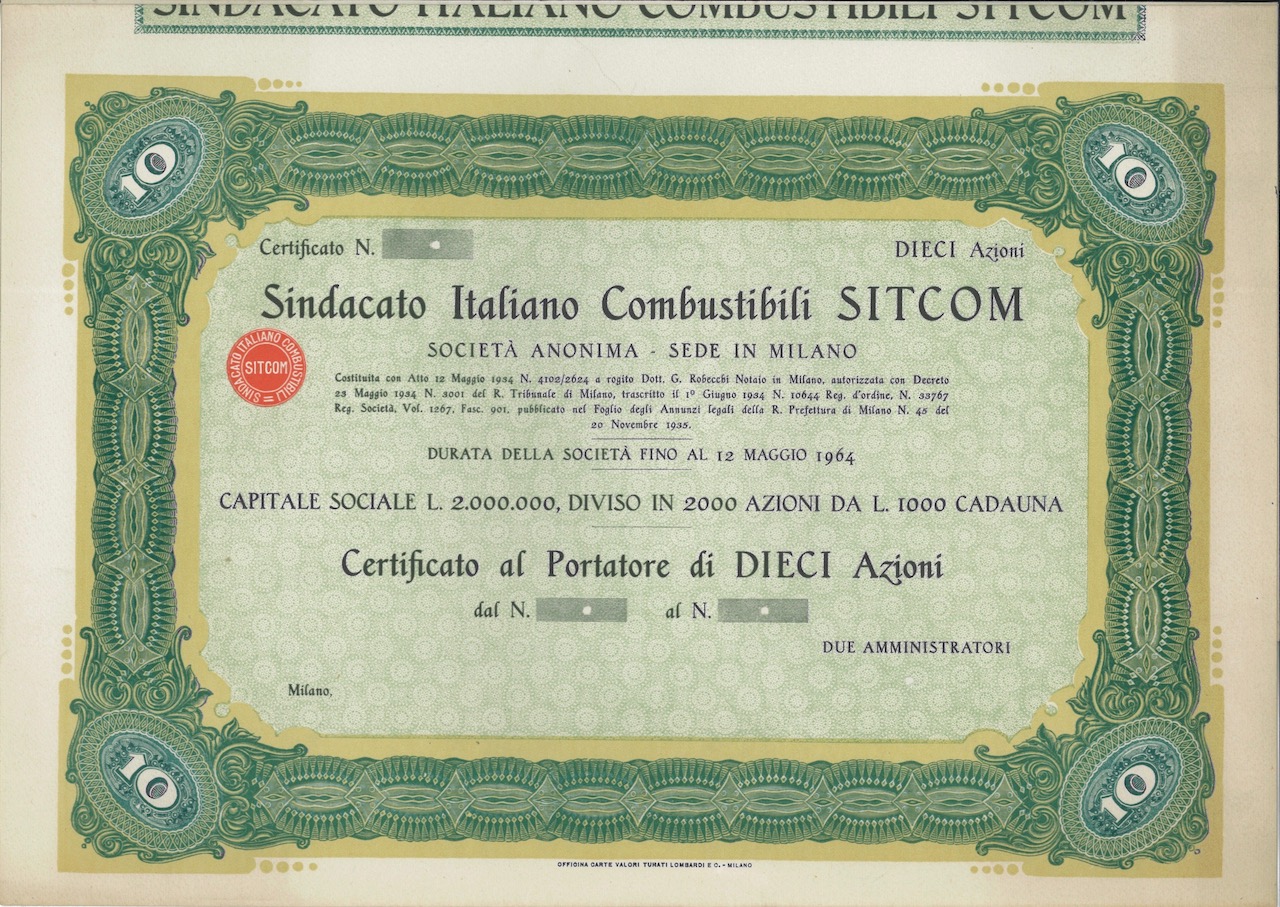 SINDACATO ITALIANO COMBUSTIBILI SITCOM
10
10
Certificato N.
DIECI Azioni
Sindacato Italiano Combustibili SITCOM
SOCIETÀ ANONIMA - SEDE IN MILANO
SINDACATO ITALIANO COMBUSTIBILI
SITCOM
Costituita con Atto 12 Maggio 1934 N. 4102/2624 a rogito Dott. G. Robecchi Notaio in Milano, autorizzata con Decreto
23 Maggio 1934 N. 3001 del R. Tribunale di Milano, trascritto il 1º Giugno 1934 N. 10644 Reg. d'ordine, N. 33767
Reg. Società, Vol. 1267, Fasc. 901, pubblicato nel Foglio degli Annunzi legali della R. Prefettura di Milano N. 45 del
20 Novembre 1935.
DURATA DELLA SOCIETÀ FINO AL 12 MAGGIO 1964
CAPITALE SOCIALE L. 2.000.000, DIVISO IN 2000 AZIONI DA L. 1000 CADAUNA
Certificato al Portatore di DIECI Azioni
dal N. al N.
DUE AMMINISTRATORI
Milano,
10
10
OFFICINA CARTE VALORI TURATI LOMBARDI E C. - MILANO